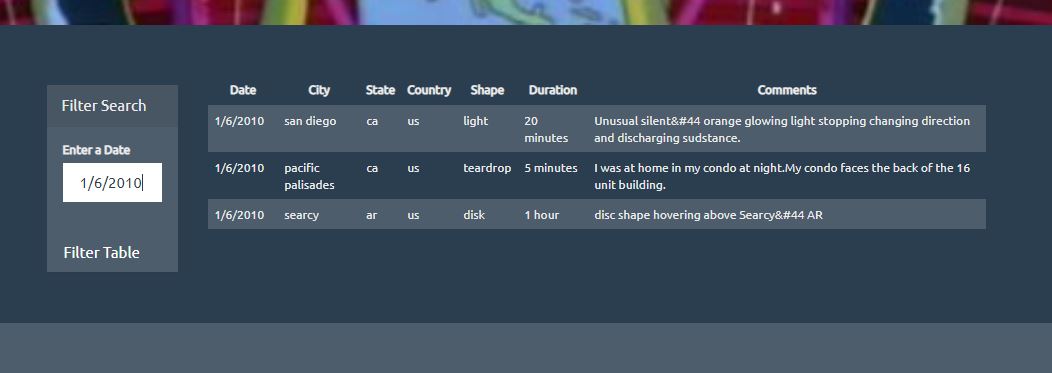 Filter Search
Enter a Date
1/6/2010
Filter Table
Date City State Country Shape Duration Comments
1/6/2010 san diego ca us light 20 Unusual silent&#44 orange glowing light stopping changing direction
minutes and discharging sudstance.
1/6/2010 pacific ca us teardrop 5 minutes I was at home in my condo at night.My condo faces the back of the 16
palisades unit building.
1/6/2010 searcy ar us disk 1 hour disc shape hovering above Searcy&#44 AR